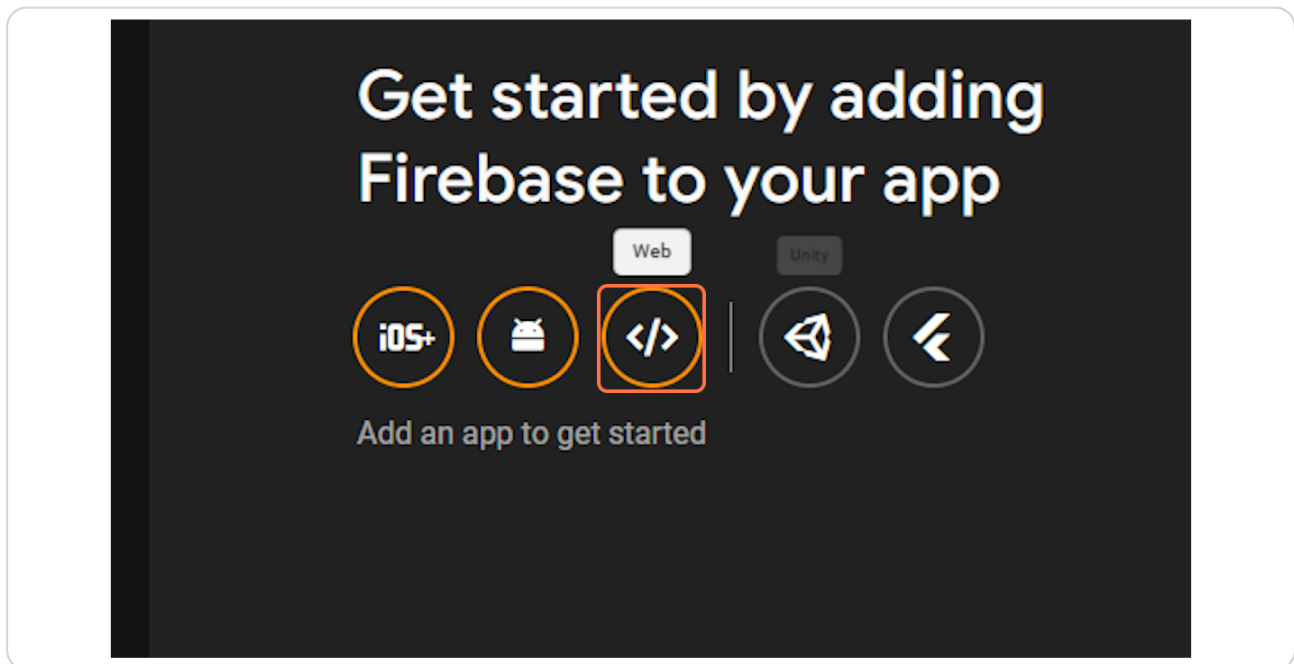 Get started by adding
Firebase to your app
Web
Unity
iOS+
</>
Add an app to get started